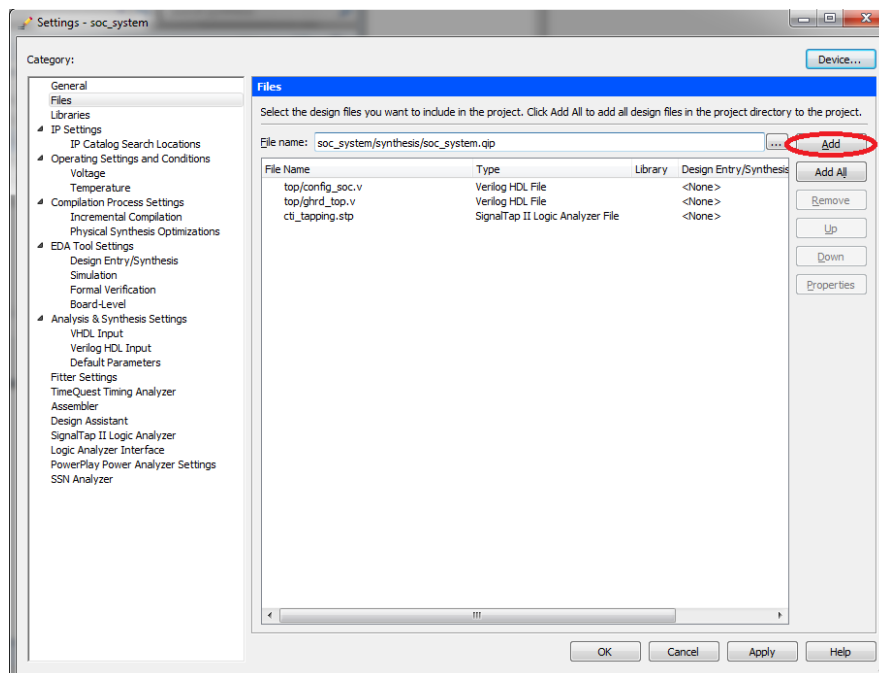 Settings - soc_system
Category:
Device...
General
Files
Libraries
IP Settings
IP Catalog Search Locations
Operating Settings and Conditions
Voltage
Temperature
Compilation Process Settings
Incremental Compilation
Physical Synthesis Optimizations
EDA Tool Settings
Design Entry/Synthesis
Simulation
Formal Verification
Board-Level
Analysis & Synthesis Settings
VHDL Input
Verilog HDL Input
Default Parameters
Fitter Settings
TimeQuest Timing Analyzer
Assembler
Design Assistant
SignalTap II Logic Analyzer
Logic Analyzer Interface
PowerPlay Power Analyzer Settings
SSN Analyzer
Files
Select the design files you want to include in the project. Click Add All to add all design files in the project directory to the project.
File name: soc_system/synthesis/soc_system.qip ... Add
File Name Type Library Design Entry/Synthesis Add All
top/config_soc.v Verilog HDL File <None>
top/ghrd_top.v Verilog HDL File <None> Remove
cti_tapping.stp SignalTap II Logic Analyzer File <None>
Up
Down
Properties
OK Cancel Apply Help